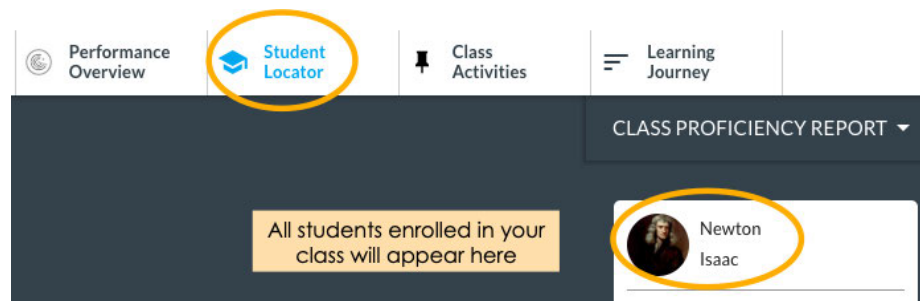 Performance
Overview
Student
Locator
Class
Activities
Learning
Journey
CLASS PROFICIENCY REPORT
All students enrolled in your
class will appear here
Newton
Isaac